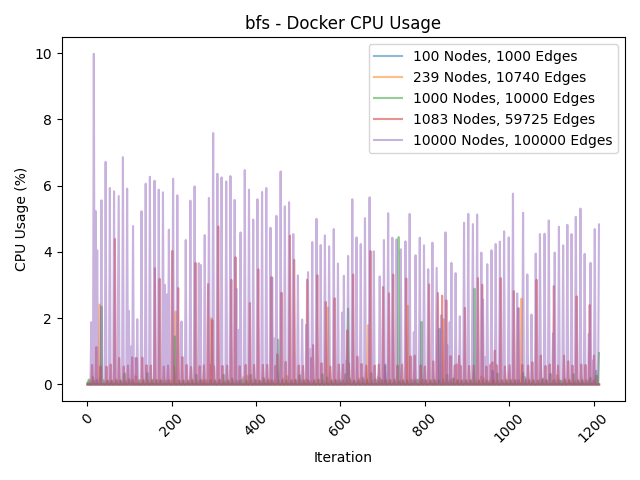 bfs - Docker CPU Usage
100 Nodes, 1000 Edges
239 Nodes, 10740 Edges
1000 Nodes, 10000 Edges
1083 Nodes, 59725 Edges
10000 Nodes, 100000 Edges
CPU Usage (%)
10
8
6
4
2
0
0
200
400
600
800
1000
1200
Iteration